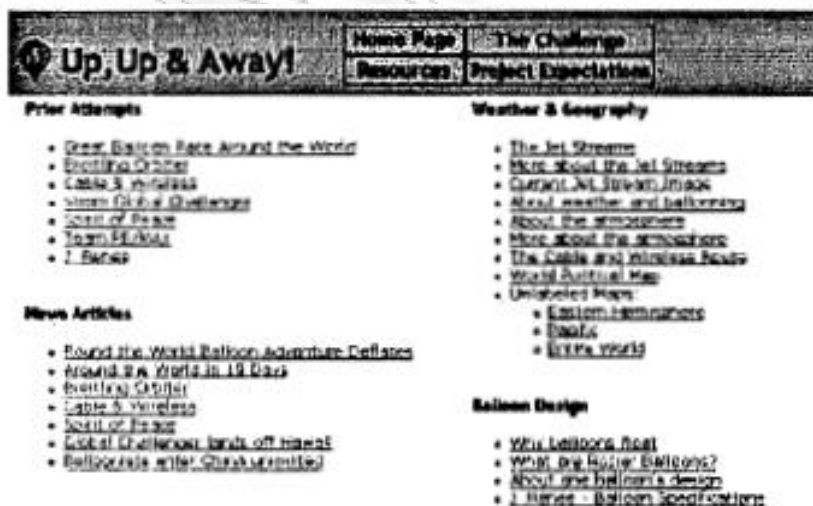 Up, Up & Away!
Home Page
The Challenge
Resources
Project Expectations
Prior Attempts
Great Balloon Race Around the World
Breitling Orbiter
Cable & Wireless
Global Challenger
Spirit of Peace
Team RE/MAX
J. Renee
News Articles
Round the World Balloon Adventure Deflates
Around the World in 19 Days
Breitling Orbiter
Cable & Wireless
Spirit of Peace
Global Challenger lands off Hawaii
Balloonists enter China uninvited
Weather & Geography
The Jet Streams
More about the Jet Streams
Current Jet Stream Image
About weather and ballooning
About the atmosphere
More about the atmosphere
The Cable and Wireless Route
World Political Map
Unlabeled Maps:
Eastern Hemisphere
Pacific
Entire World
Balloon Design
Why balloons float
What are Rozier Balloons?
About one balloon's design
J. Renee - Balloon Specifications